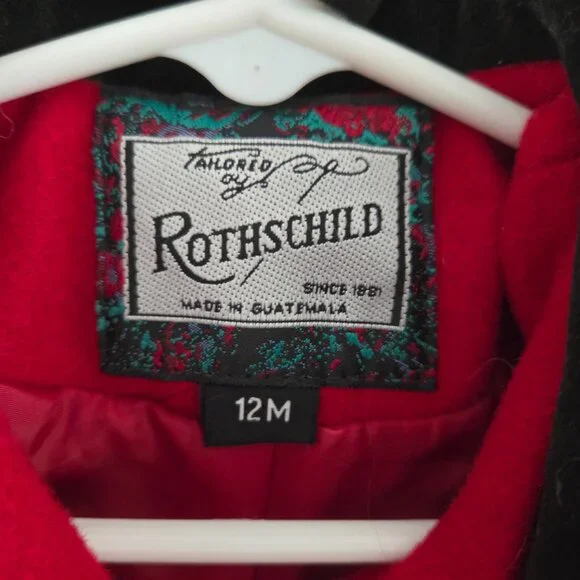 TAILORED
by
ROTHSCHILD
SINCE 1881
MADE IN GUATEMALA
12M